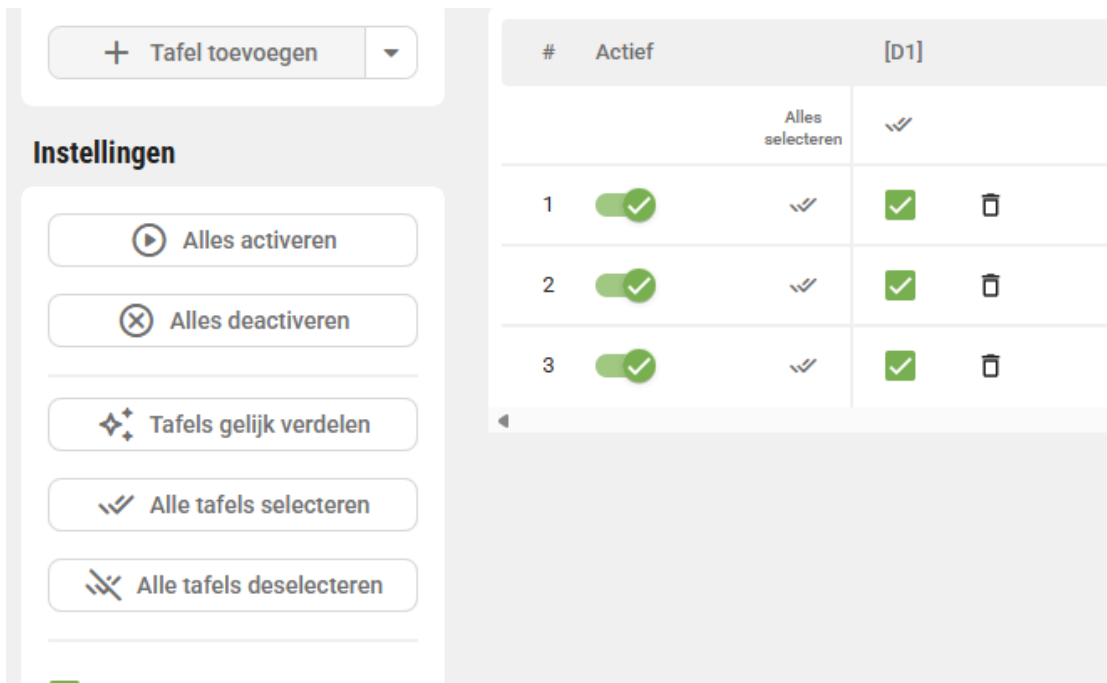 Tafel toevoegen
Instellingen
Alles activeren
Alles deactiveren
Tafels gelijk verdelen
Alle tafels selecteren
Alle tafels deselecteren
# Actief [D1]
Alles
selecteren
1
2
3